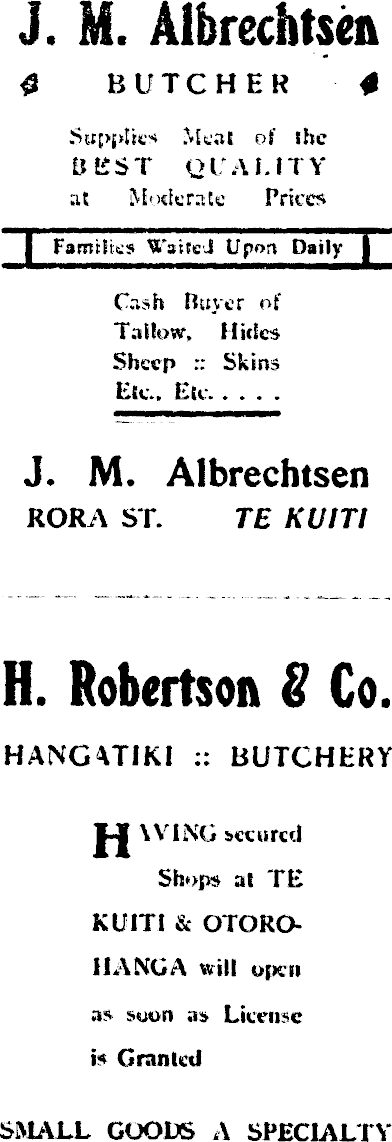 J. M. Albrechtsen
BUTCHER
Supplies Meat of the
BEST QUALITY
at Moderate Prices
Families Waited Upon Daily
Cash Buyer of
Tallow, Hides
Sheep :: Skins
Etc., Etc. . . . .
J. M. Albrechtsen
RORA ST. TE KUITI
H. Robertson & Co.
HANGATIKI :: BUTCHERY
HAVING secured
Shops at TE
KUITI & OTORO-
HANGA will open
as soon as License
is Granted
SMALL GOODS A SPECIALTY